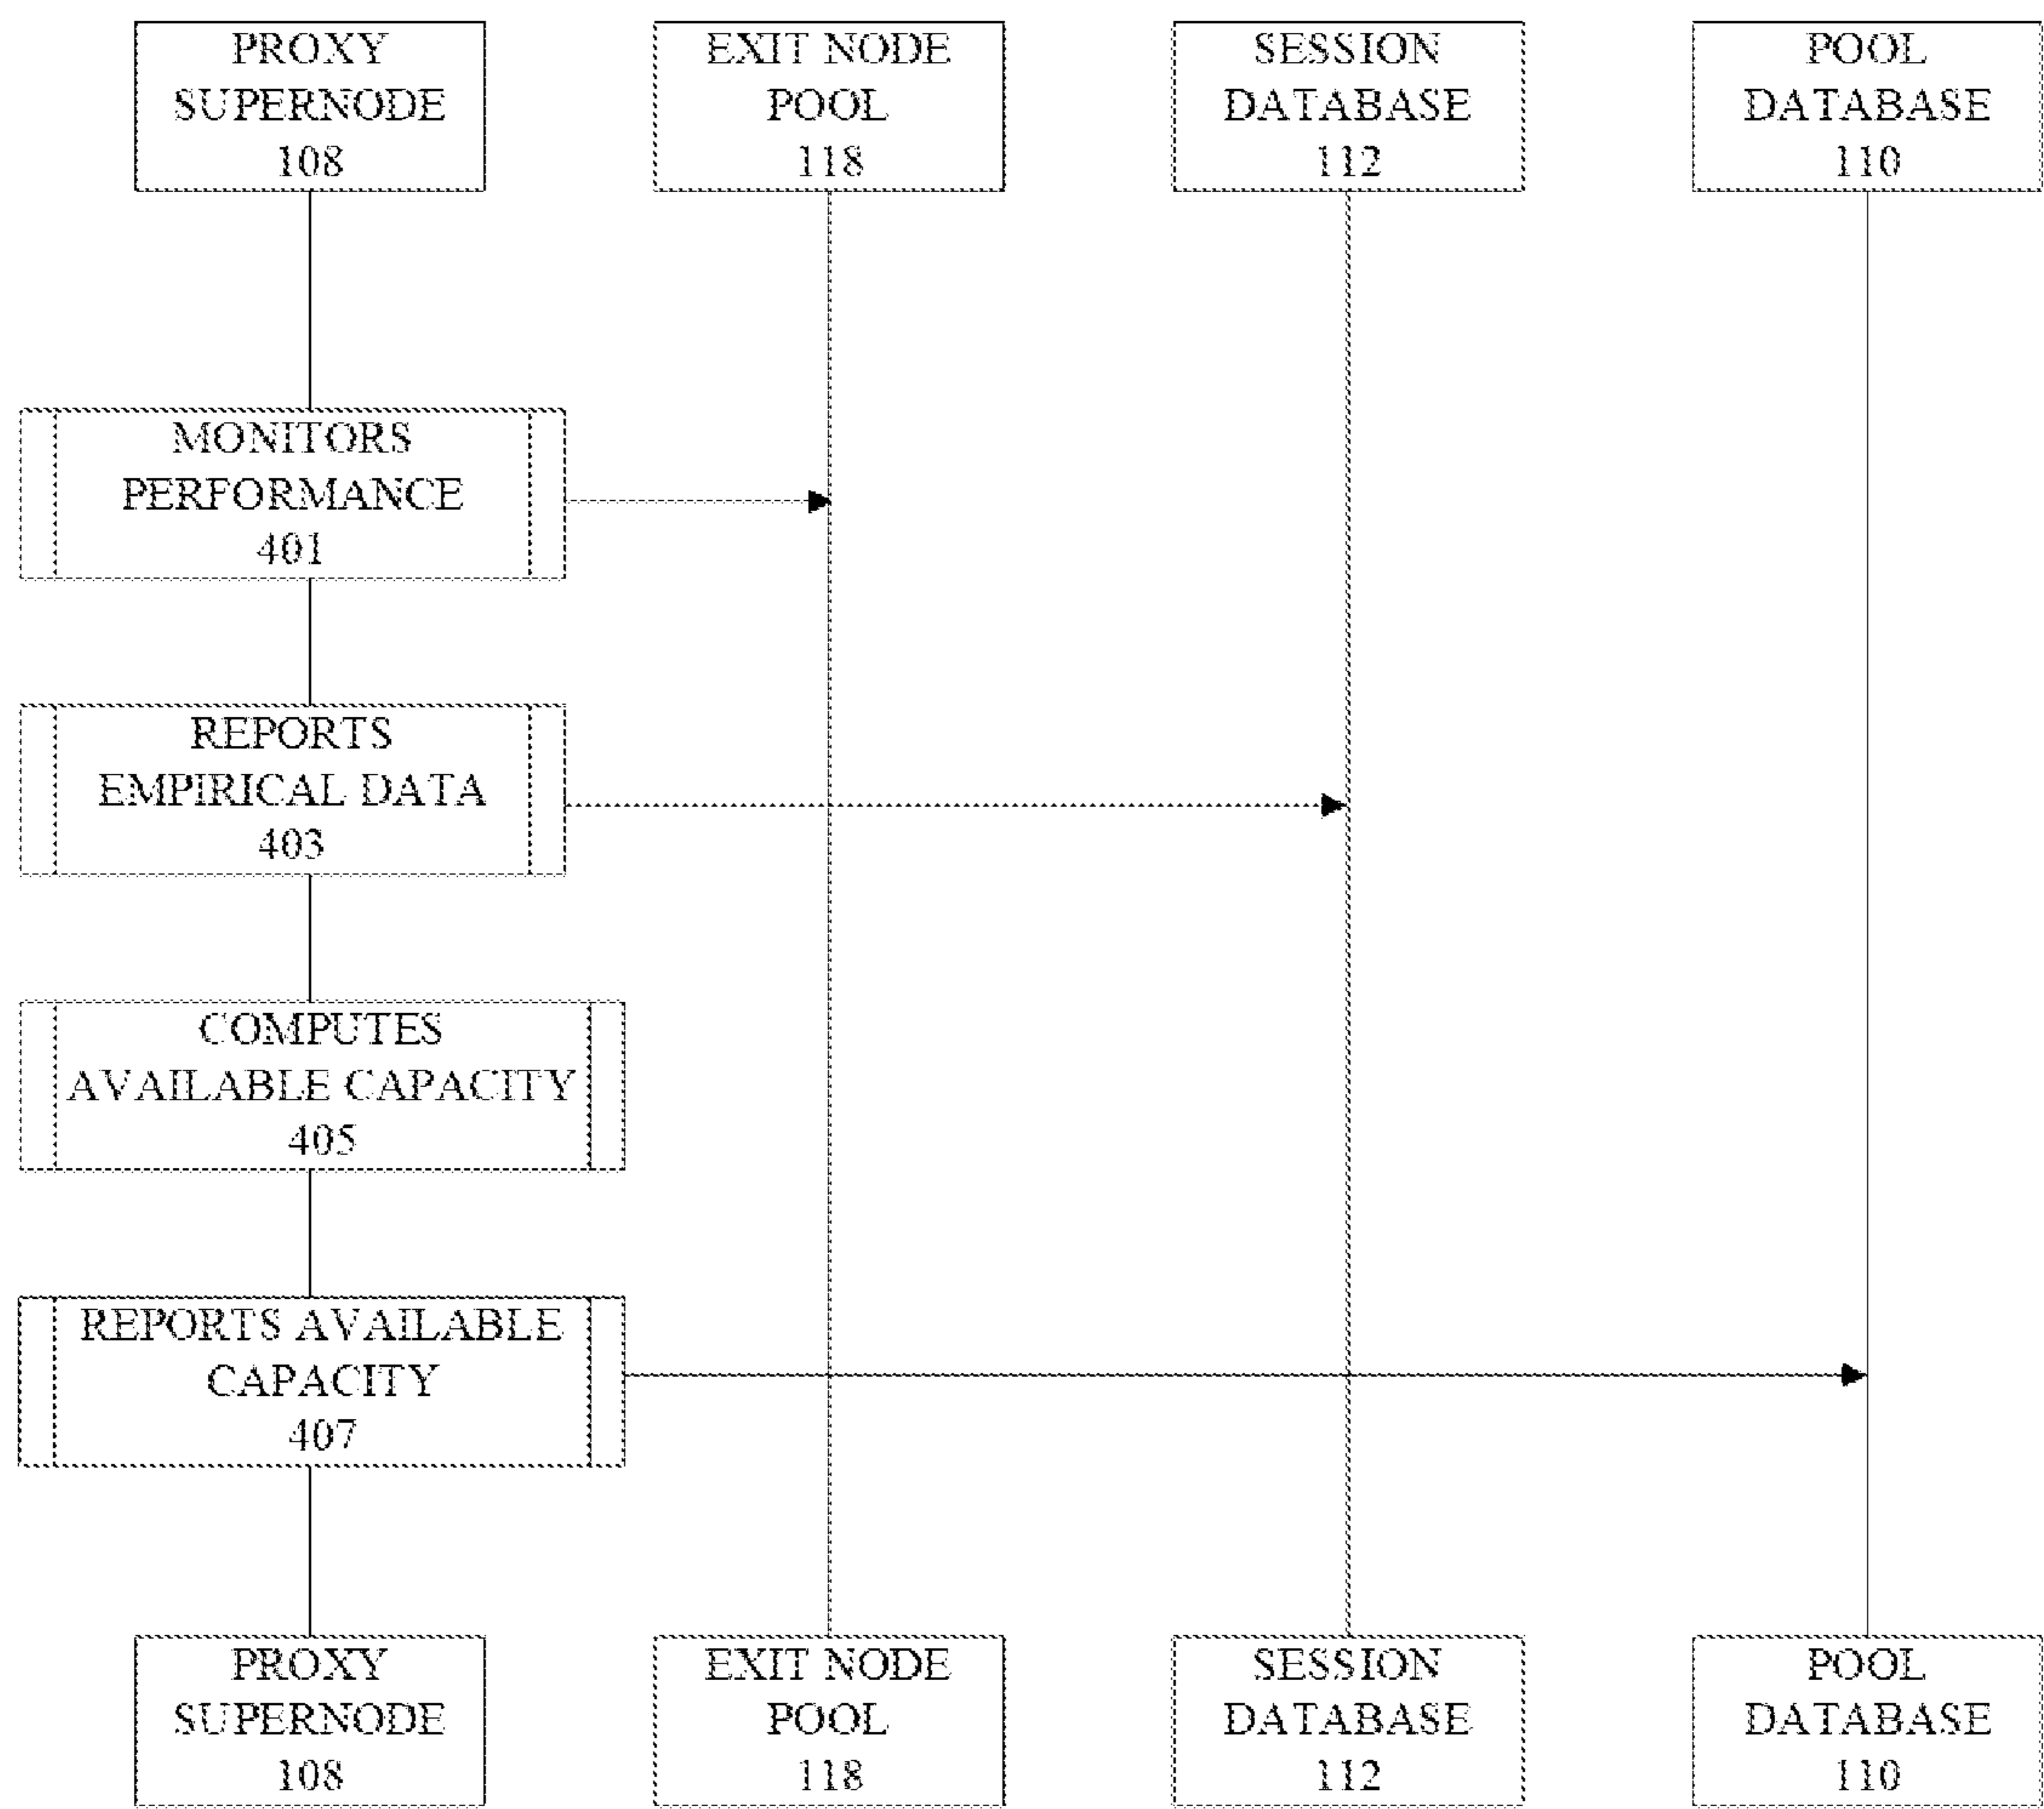 PROXY
SUPERNODE
108
EXIT NODE
POOL
118
SESSION
DATABASE
112
POOL
DATABASE
110
MONITORS
PERFORMANCE
401
REPORTS
EMPIRICAL DATA
403
COMPUTES
AVAILABLE CAPACITY
405
REPORTS AVAILABLE
CAPACITY
407
PROXY
SUPERNODE
108
EXIT NODE
POOL
118
SESSION
DATABASE
112
POOL
DATABASE
110